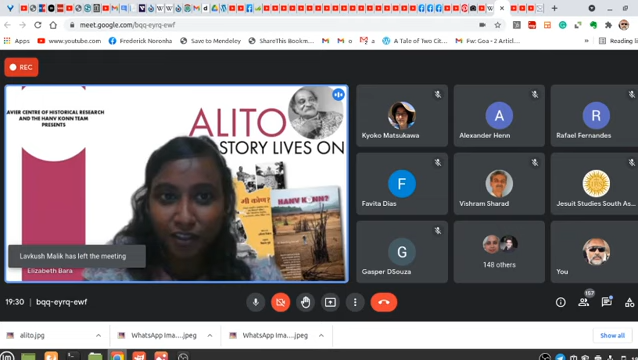 meet.google.com/bqq-eyrq-ewf
Apps
www.youtube.com
Frederick Noronha
Save to Mendeley
ShareThis Bookm...
A Tale of Two Cit...
Fw: Goa - 2 Articl...
Reading li
REC
AVIER CENTRE OF HISTORICAL RESEARCH
AND THE HANV KONN TEAM
PRESENTS
ALITO
STORY LIVES ON
HANV KONN?
Lavkush Malik has left the meeting
Elizabeth Bara
Kyoko Matsukawa
A
Alexander Henn
R
Rafael Fernandes
F
Favita Dias
Vishram Sharad
Jesuit Studies South As...
G
Gasper DSouza
148 others
You
19:30
bqq-eyrq-ewf
157
alito.jpg
WhatsApp Ima....jpeg
WhatsApp Ima....jpeg
Show all